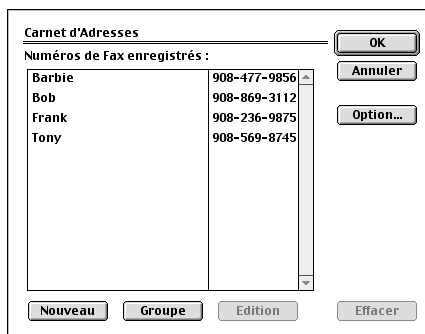 Carnet d'Adresses
OK
Numéros de Fax enregistrés :
Annuler
Barbie 908-477-9856
Bob 908-869-3112
Frank 908-236-9875
Option...
Tony 908-569-8745
Nouveau Groupe Edition Effacer